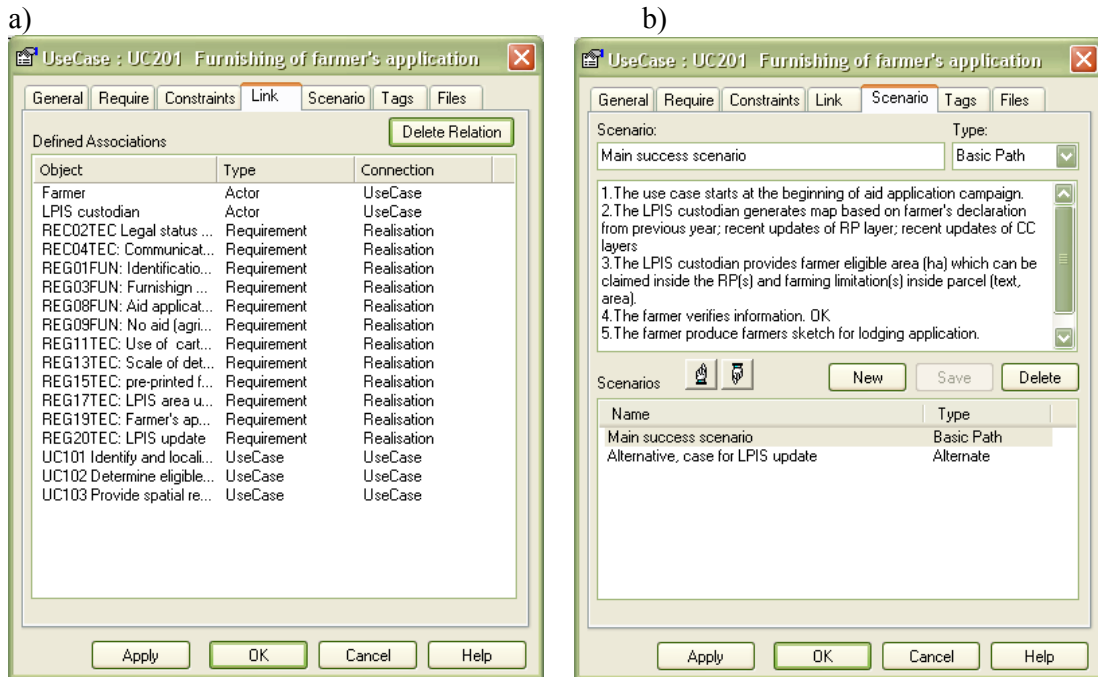 a)
b)
UseCase : UC201 Furnishing of farmer's application
General Require Constraints Link Scenario Tags Files
Delete Relation
Defined Associations
Object Type Connection
Farmer Actor UseCase
LPIS custodian Actor UseCase
REC02TEC Legal status ... Requirement Realisation
REC04TEC: Communicat... Requirement Realisation
REG01FUN: Identificatio... Requirement Realisation
REG03FUN: Furnishign ... Requirement Realisation
REG08FUN: Aid applicat... Requirement Realisation
REG09FUN: No aid (agri... Requirement Realisation
REG11TEC: Use of cart... Requirement Realisation
REG13TEC: Scale of det... Requirement Realisation
REG15TEC: pre-printed f... Requirement Realisation
REG17TEC: LPIS area u... Requirement Realisation
REG19TEC: Farmer's ap... Requirement Realisation
REG20TEC: LPIS update Requirement Realisation
UC101 Identify and locali... UseCase UseCase
UC102 Determine eligible... UseCase UseCase
UC103 Provide spatial re... UseCase UseCase
Apply OK Cancel Help
UseCase : UC201 Furnishing of farmer's application
General Require Constraints Link Scenario Tags Files
Scenario: Type:
Main success scenario Basic Path
1.The use case starts at the beginning of aid application campaign.
2.The LPIS custodian generates map based on farmer's declaration
from previous year; recent updates of RP layer; recent updates of CC
layers
3.The LPIS custodian provides farmer eligible area (ha) which can be
claimed inside the RP(s) and farming limitation(s) inside parcel (text,
area).
4.The farmer verifies information. OK
5.The farmer produce farmers sketch for lodging application.
Scenarios New Save Delete
Name Type
Main success scenario Basic Path
Alternative, case for LPIS update Alternate
Apply OK Cancel Help